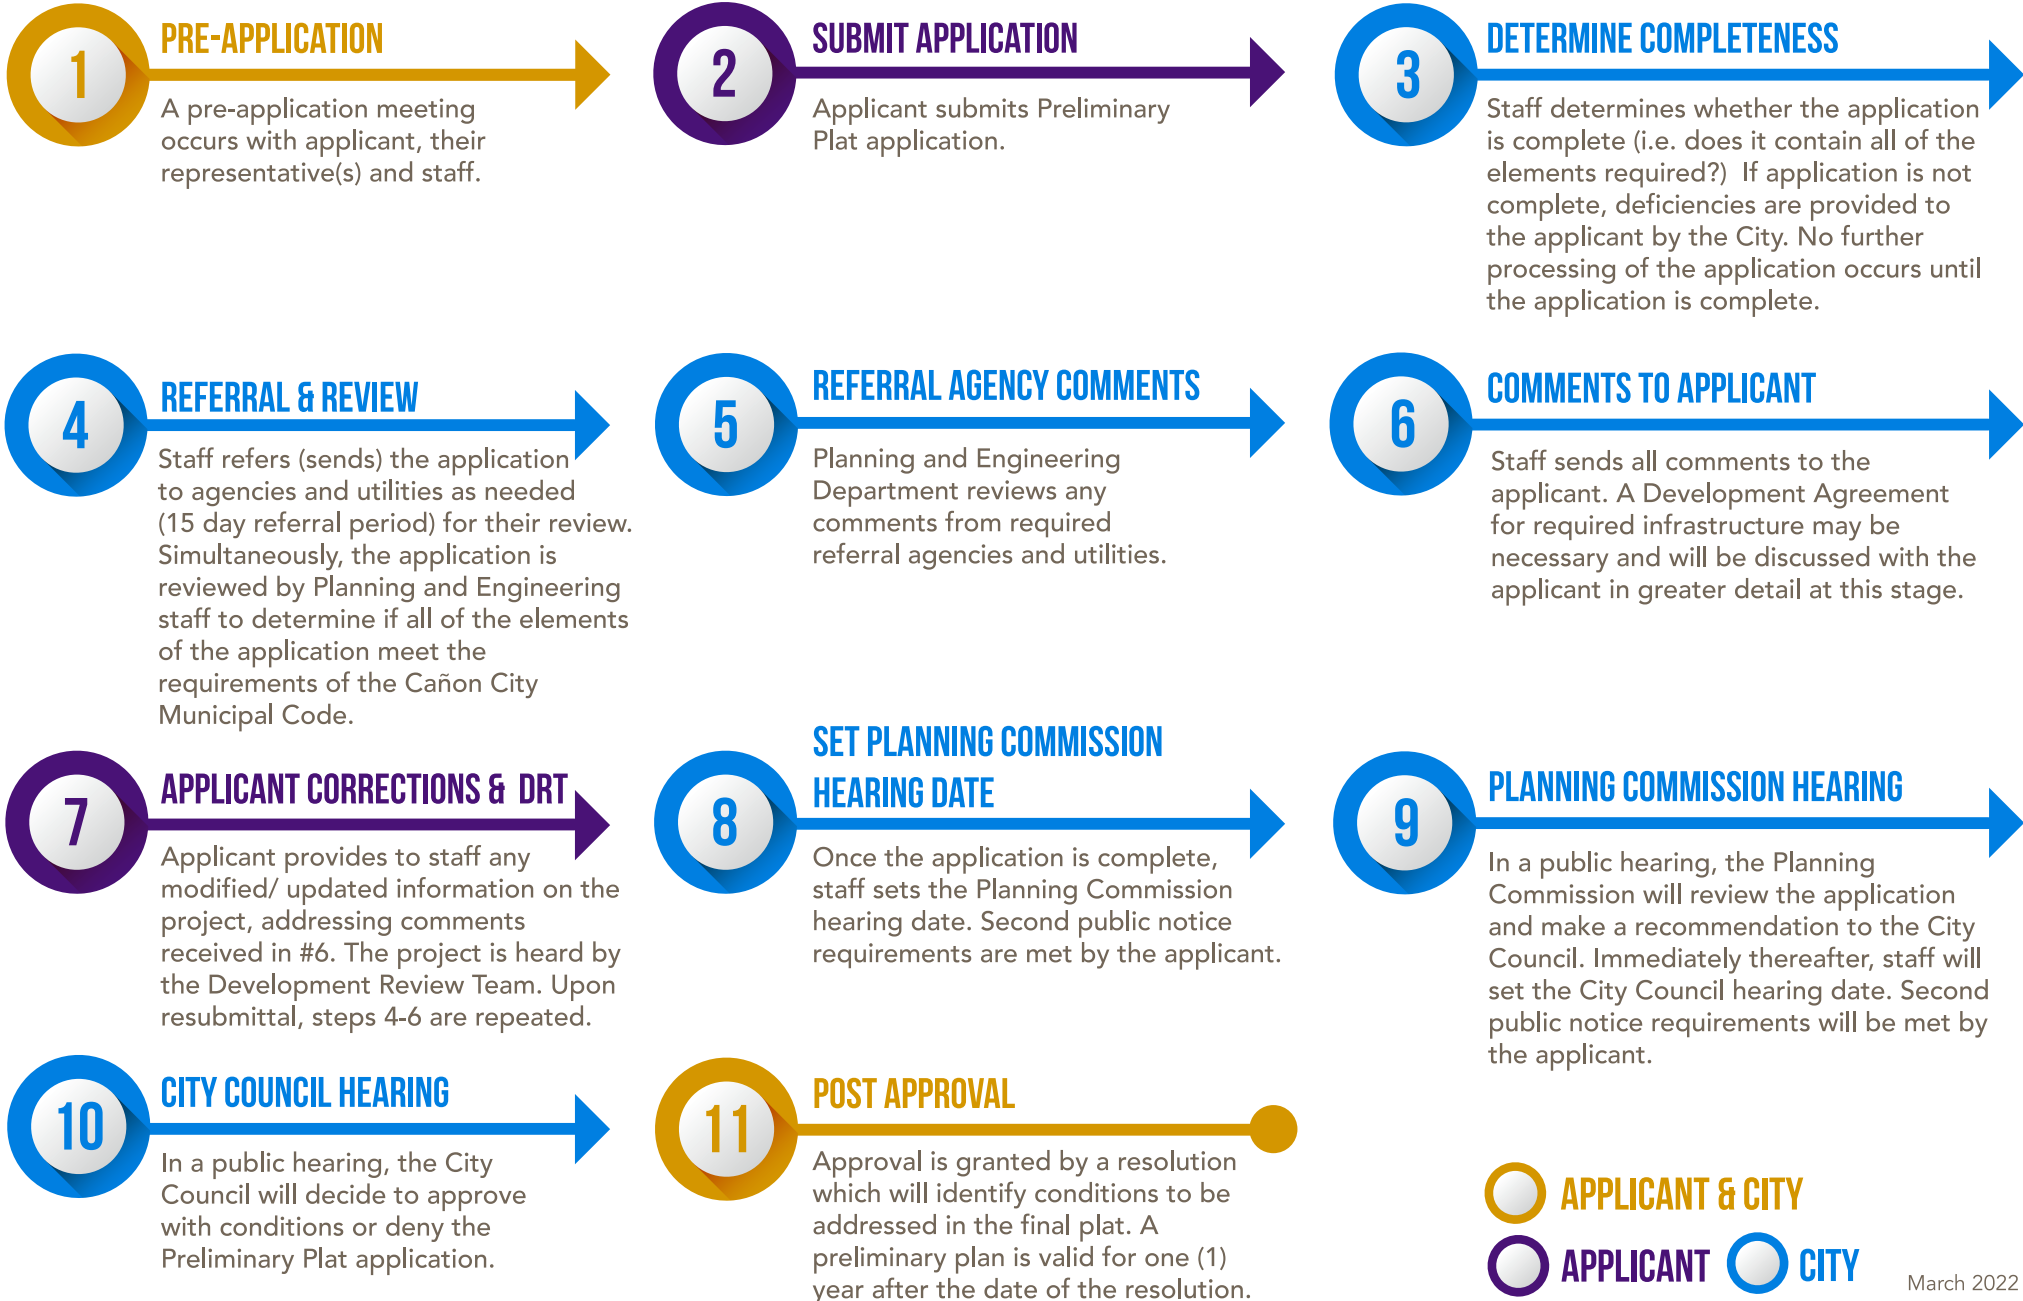 1
PRE-APPLICATION
A pre-application meeting
occurs with applicant, their
representative(s) and staff.
2
SUBMIT APPLICATION
Applicant submits Preliminary
Plat application.
3
DETERMINE COMPLETENESS
Staff determines whether the application
is complete (i.e. does it contain all of the
elements required?)  If application is not
complete, deficiencies are provided to
the applicant by the City. No further
processing of the application occurs until
the application is complete.
4
REFERRAL & REVIEW
Staff refers (sends) the application
to agencies and utilities as needed
(15 day referral period) for their review.
Simultaneously, the application is
reviewed by Planning and Engineering
staff to determine if all of the elements
of the application meet the
requirements of the Cañon City
Municipal Code.
5
REFERRAL AGENCY COMMENTS
Planning and Engineering
Department reviews any
comments from required
referral agencies and utilities.
6
COMMENTS TO APPLICANT
Staff sends all comments to the
applicant. A Development Agreement
for required infrastructure may be
necessary and will be discussed with the
applicant in greater detail at this stage.
7
APPLICANT CORRECTIONS & DRT
Applicant provides to staff any
modified/ updated information on the
project, addressing comments
received in #6. The project is heard by
the Development Review Team. Upon
resubmittal, steps 4-6 are repeated.
8
SET PLANNING COMMISSION
HEARING DATE
Once the application is complete,
staff sets the Planning Commission
hearing date. Second public notice
requirements are met by the applicant.
9
PLANNING COMMISSION HEARING
In a public hearing, the Planning
Commission will review the application
and make a recommendation to the City
Council. Immediately thereafter, staff will
set the City Council hearing date. Second
public notice requirements will be met by
the applicant.
10
CITY COUNCIL HEARING
In a public hearing, the City
Council will decide to approve
with conditions or deny the
Preliminary Plat application.
11
POST APPROVAL
Approval is granted by a resolution
which will identify conditions to be
addressed in the final plat. A
preliminary plan is valid for one (1)
year after the date of the resolution.
APPLICANT & CITY
APPLICANT
CITY
March 2022